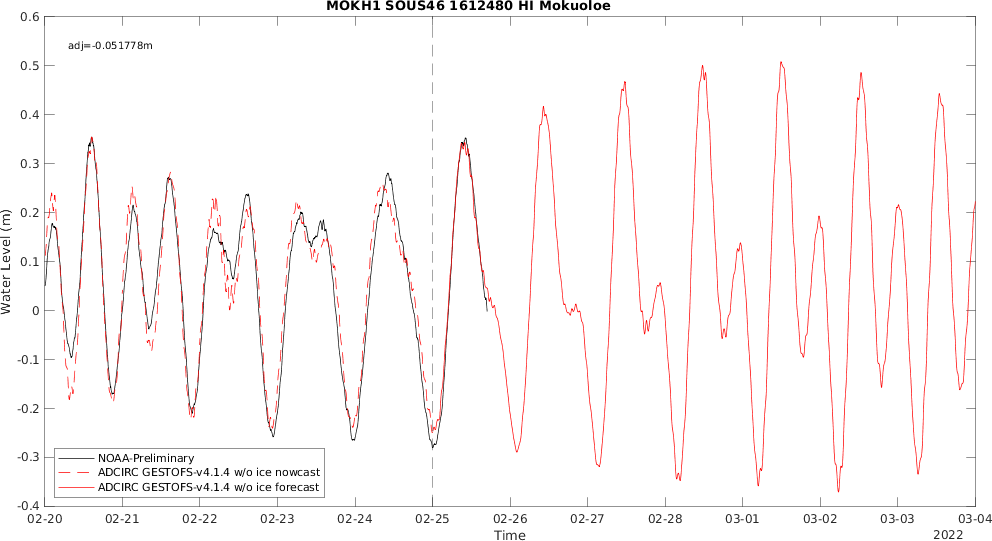 MOKH1 SOUS46 1612480 HI Mokuoloe
adj=-0.051778m
Water Level (m)
0.6
0.5
0.4
0.3
0.2
0.1
0
-0.1
-0.2
-0.3
-0.4
NOAA-Preliminary
ADCIRC GESTOFS-v4.1.4 w/o ice nowcast
ADCIRC GESTOFS-v4.1.4 w/o ice forecast
02-20 02-21 02-22 02-23 02-24 02-25 02-26 02-27 02-28 03-01 03-02 03-03 03-04
Time
2022